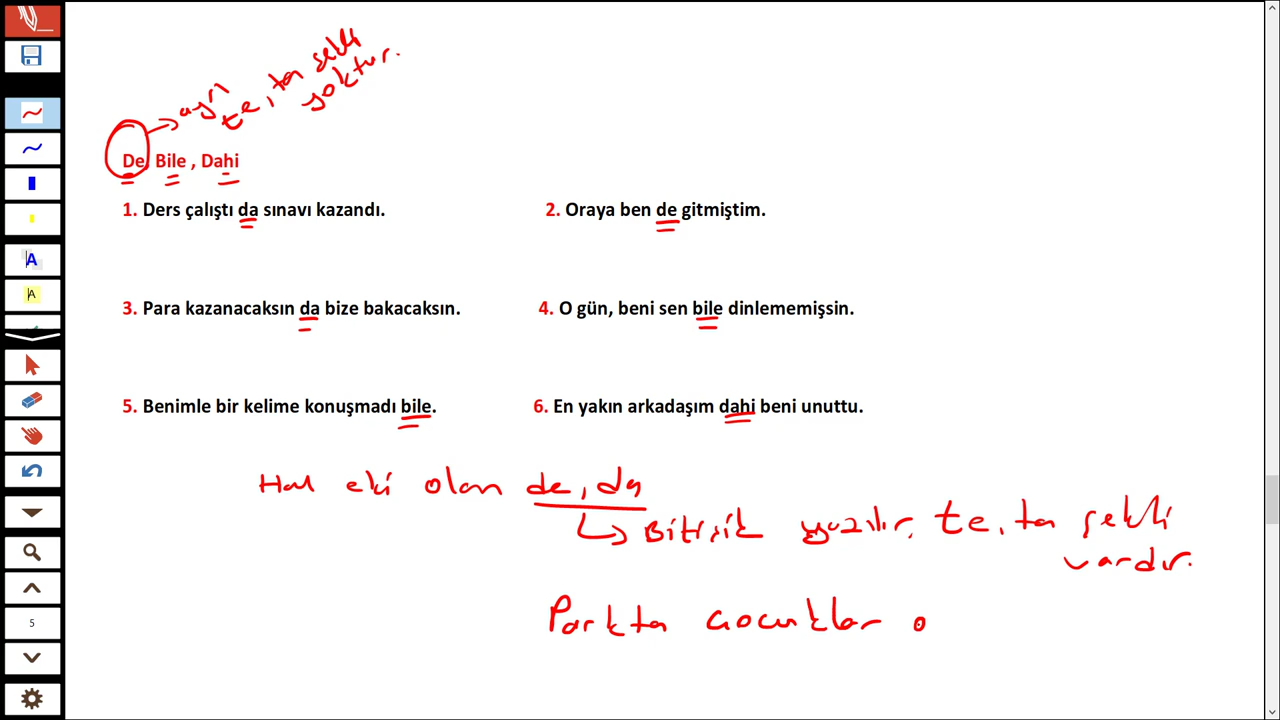 ayrı
te, ta şekli
yoktur.
De, Bile , Dahi
1. Ders çalıştı da sınavı kazandı.
2. Oraya ben de gitmiştim.
3. Para kazanacaksın da bize bakacaksın.
4. O gün, beni sen bile dinlememişsin.
5. Benimle bir kelime konuşmadı bile.
6. En yakın arkadaşım dahi beni unuttu.
Hal eki olan de, da
Bitişik yazılır, te, ta şekli
vardır.
Parkta çocuklar o
A
A
5